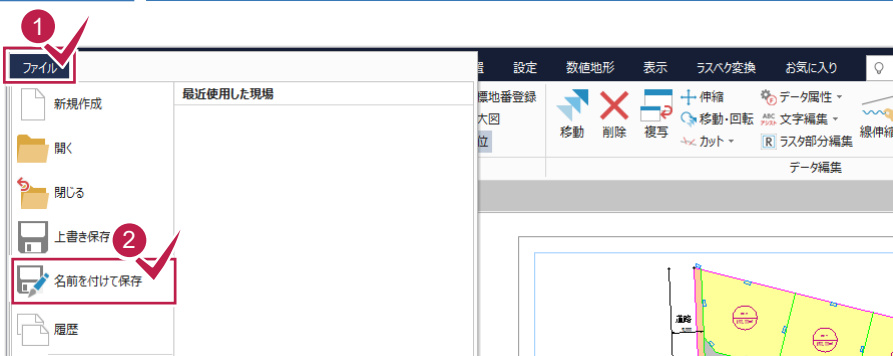 1
ファイル
設定 数値地形 表示 ラスベク変換 お気に入り
新規作成
開く
閉じる
上書き保存
2
名前を付けて保存
履歴
最近使用した現場
標地番登録
大図
位
移動
削除
複写
伸縮
移動・回転
カット
データ属性
ABC
文字編集
R ラスタ部分編集
線伸縮
データ編集
道路